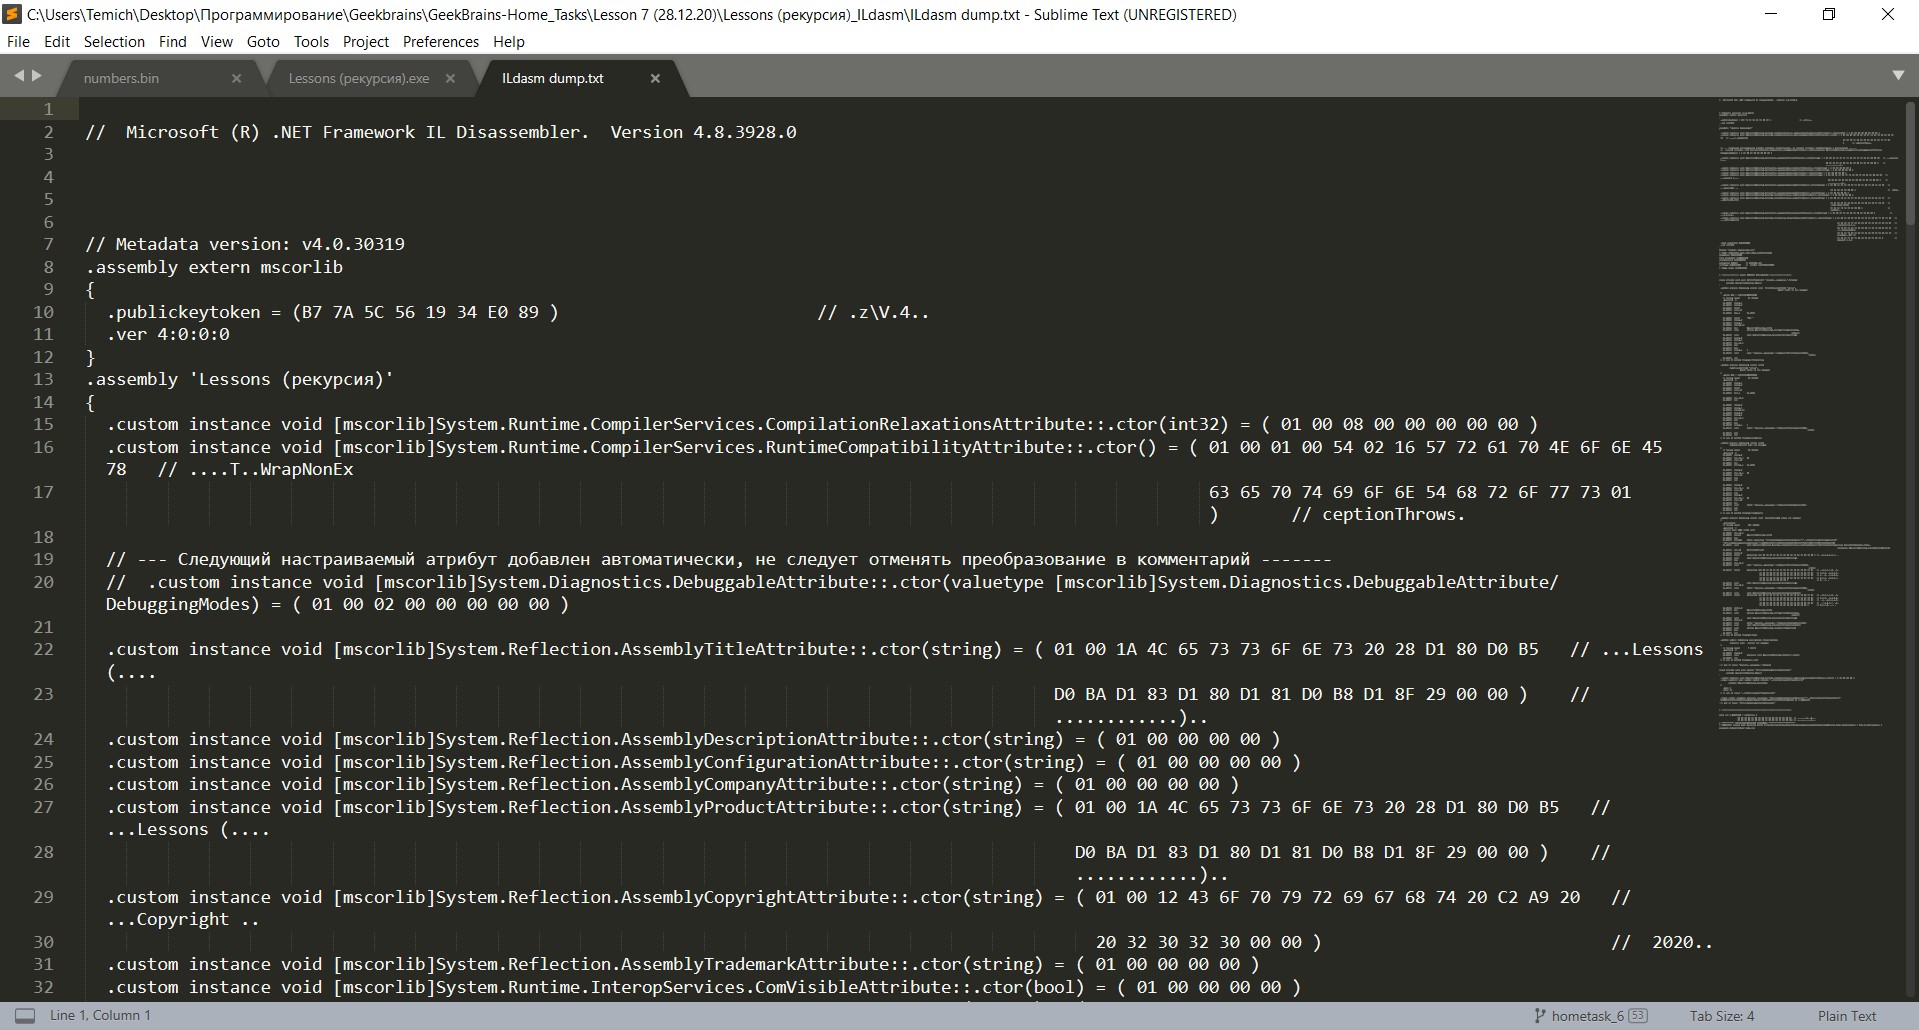 C:\Users\Temich\Desktop\Программирование\Geekbrains\GeekBrains-Home_Tasks\Lesson 7 (28.12.20)\Lessons (рекурсия)_ILdasm\ILdasm dump.txt - Sublime Text (UNREGISTERED)
File Edit Selection Find View Goto Tools Project Preferences Help
numbers.bin Lessons (рекурсия).exe ILdasm dump.txt
1
2 //  Microsoft (R) .NET Framework IL Disassembler.  Version 4.8.3928.0
3
4
5
6
7 // Metadata version: v4.0.30319
8 .assembly extern mscorlib
9 {
10 .publickeytoken = (B7 7A 5C 56 19 34 E0 89 ) // .z\V.4..
11 .ver 4:0:0:0
12 }
13 .assembly 'Lessons (рекурсия)'
14 {
15 .custom instance void [mscorlib]System.Runtime.CompilerServices.CompilationRelaxationsAttribute::.ctor(int32) = ( 01 00 08 00 00 00 00 00 )
16 .custom instance void [mscorlib]System.Runtime.CompilerServices.RuntimeCompatibilityAttribute::.ctor() = ( 01 00 01 00 54 02 16 57 72 61 70 4E 6F 6E 45
78 // ....T..WrapNonEx
17 63 65 70 74 69 6F 6E 54 68 72 6F 77 73 01
) // ceptionThrows.
18
19 // --- Следующий настраиваемый атрибут добавлен автоматически, не следует отменять преобразование в комментарий -------
20 //  .custom instance void [mscorlib]System.Diagnostics.DebuggableAttribute::.ctor(valuetype [mscorlib]System.Diagnostics.DebuggableAttribute/
DebuggingModes) = ( 01 00 02 00 00 00 00 00 )
21
22 .custom instance void [mscorlib]System.Reflection.AssemblyTitleAttribute::.ctor(string) = ( 01 00 1A 4C 65 73 73 6F 6E 73 20 28 D1 80 D0 B5 // ...Lessons
(....
23 D0 BA D1 83 D1 80 D1 81 D0 B8 D1 8F 29 00 00 ) //
............)..
24 .custom instance void [mscorlib]System.Reflection.AssemblyDescriptionAttribute::.ctor(string) = ( 01 00 00 00 00 )
25 .custom instance void [mscorlib]System.Reflection.AssemblyConfigurationAttribute::.ctor(string) = ( 01 00 00 00 00 )
26 .custom instance void [mscorlib]System.Reflection.AssemblyCompanyAttribute::.ctor(string) = ( 01 00 00 00 00 )
27 .custom instance void [mscorlib]System.Reflection.AssemblyProductAttribute::.ctor(string) = ( 01 00 1A 4C 65 73 73 6F 6E 73 20 28 D1 80 D0 B5 //
...Lessons (....
28 D0 BA D1 83 D1 80 D1 81 D0 B8 D1 8F 29 00 00 ) //
............)..
29 .custom instance void [mscorlib]System.Reflection.AssemblyCopyrightAttribute::.ctor(string) = ( 01 00 12 43 6F 70 79 72 69 67 68 74 20 C2 A9 20 //
...Copyright ..
30 20 32 30 32 30 00 00 ) //  2020..
31 .custom instance void [mscorlib]System.Reflection.AssemblyTrademarkAttribute::.ctor(string) = ( 01 00 00 00 00 )
32 .custom instance void [mscorlib]System.Runtime.InteropServices.ComVisibleAttribute::.ctor(bool) = ( 01 00 00 00 00 )
Line 1, Column 1 hometask_6 53 Tab Size: 4 Plain Text